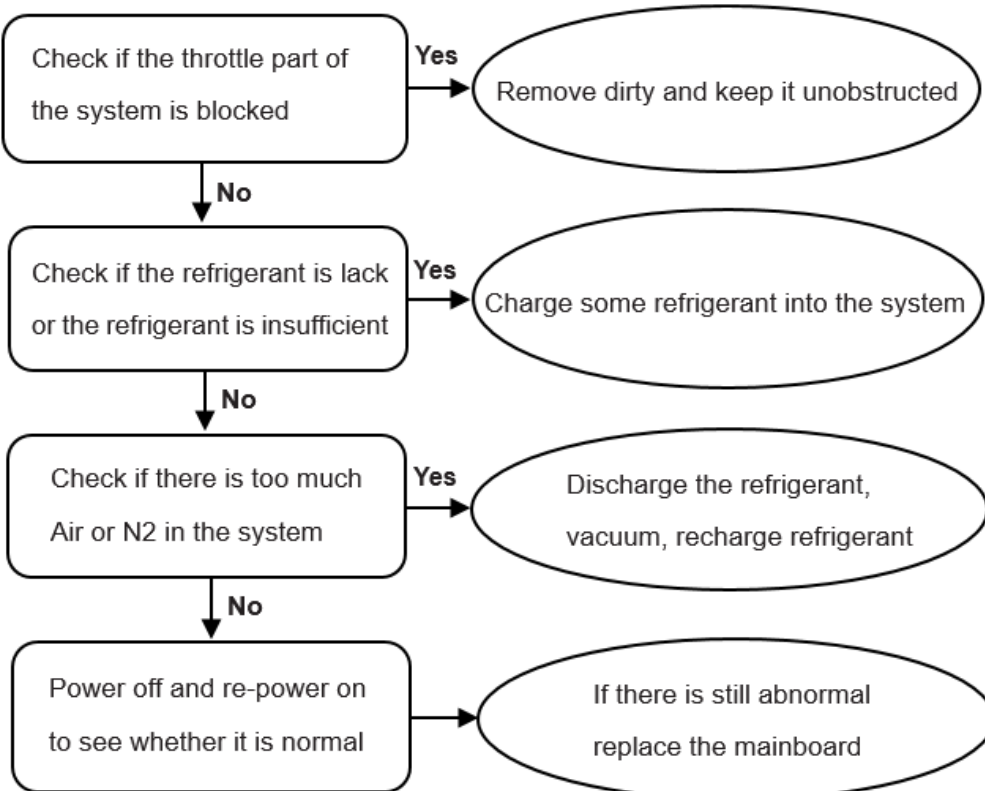 Check if the throttle part of
the system is blocked
Yes
Remove dirty and keep it unobstructed
No
Check if the refrigerant is lack
or the refrigerant is insufficient
Yes
Charge some refrigerant into the system
No
Check if there is too much
Air or N2 in the system
Yes
Discharge the refrigerant,
vacuum, recharge refrigerant
No
Power off and re-power on
to see whether it is normal
If there is still abnormal
replace the mainboard